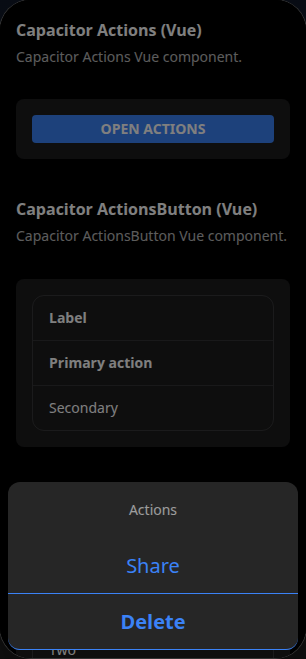 Capacitor Actions (Vue)
Capacitor Actions Vue component.
OPEN ACTIONS
Capacitor ActionsButton (Vue)
Capacitor ActionsButton Vue component.
Label
Primary action
Secondary
Actions
Share
Delete
Two